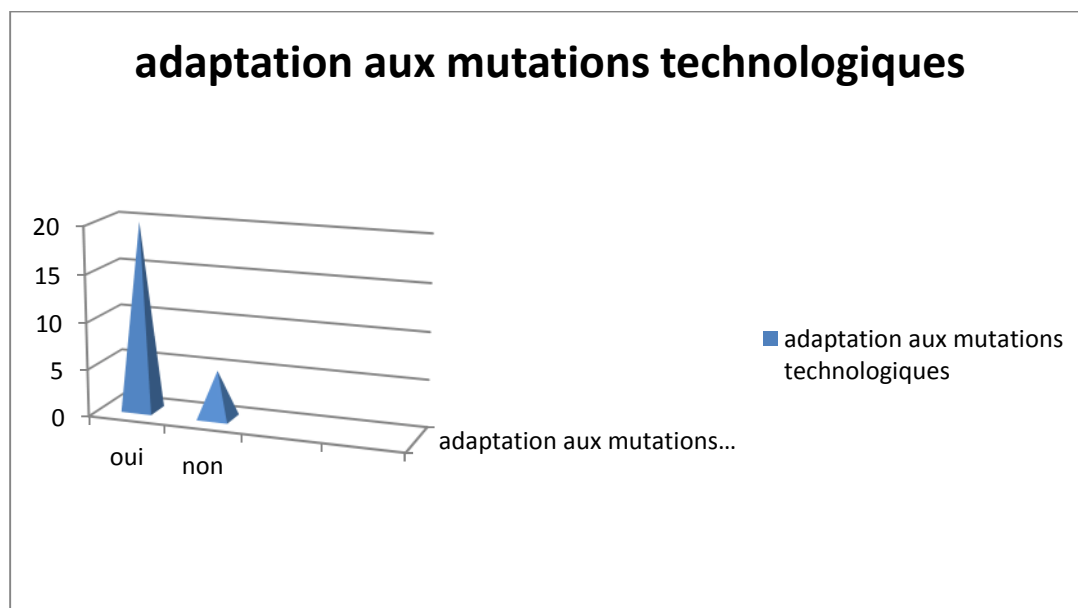 adaptation aux mutations technologiques
20
15
10
5
0
oui
non
adaptation aux mutations...
adaptation aux mutations
technologiques